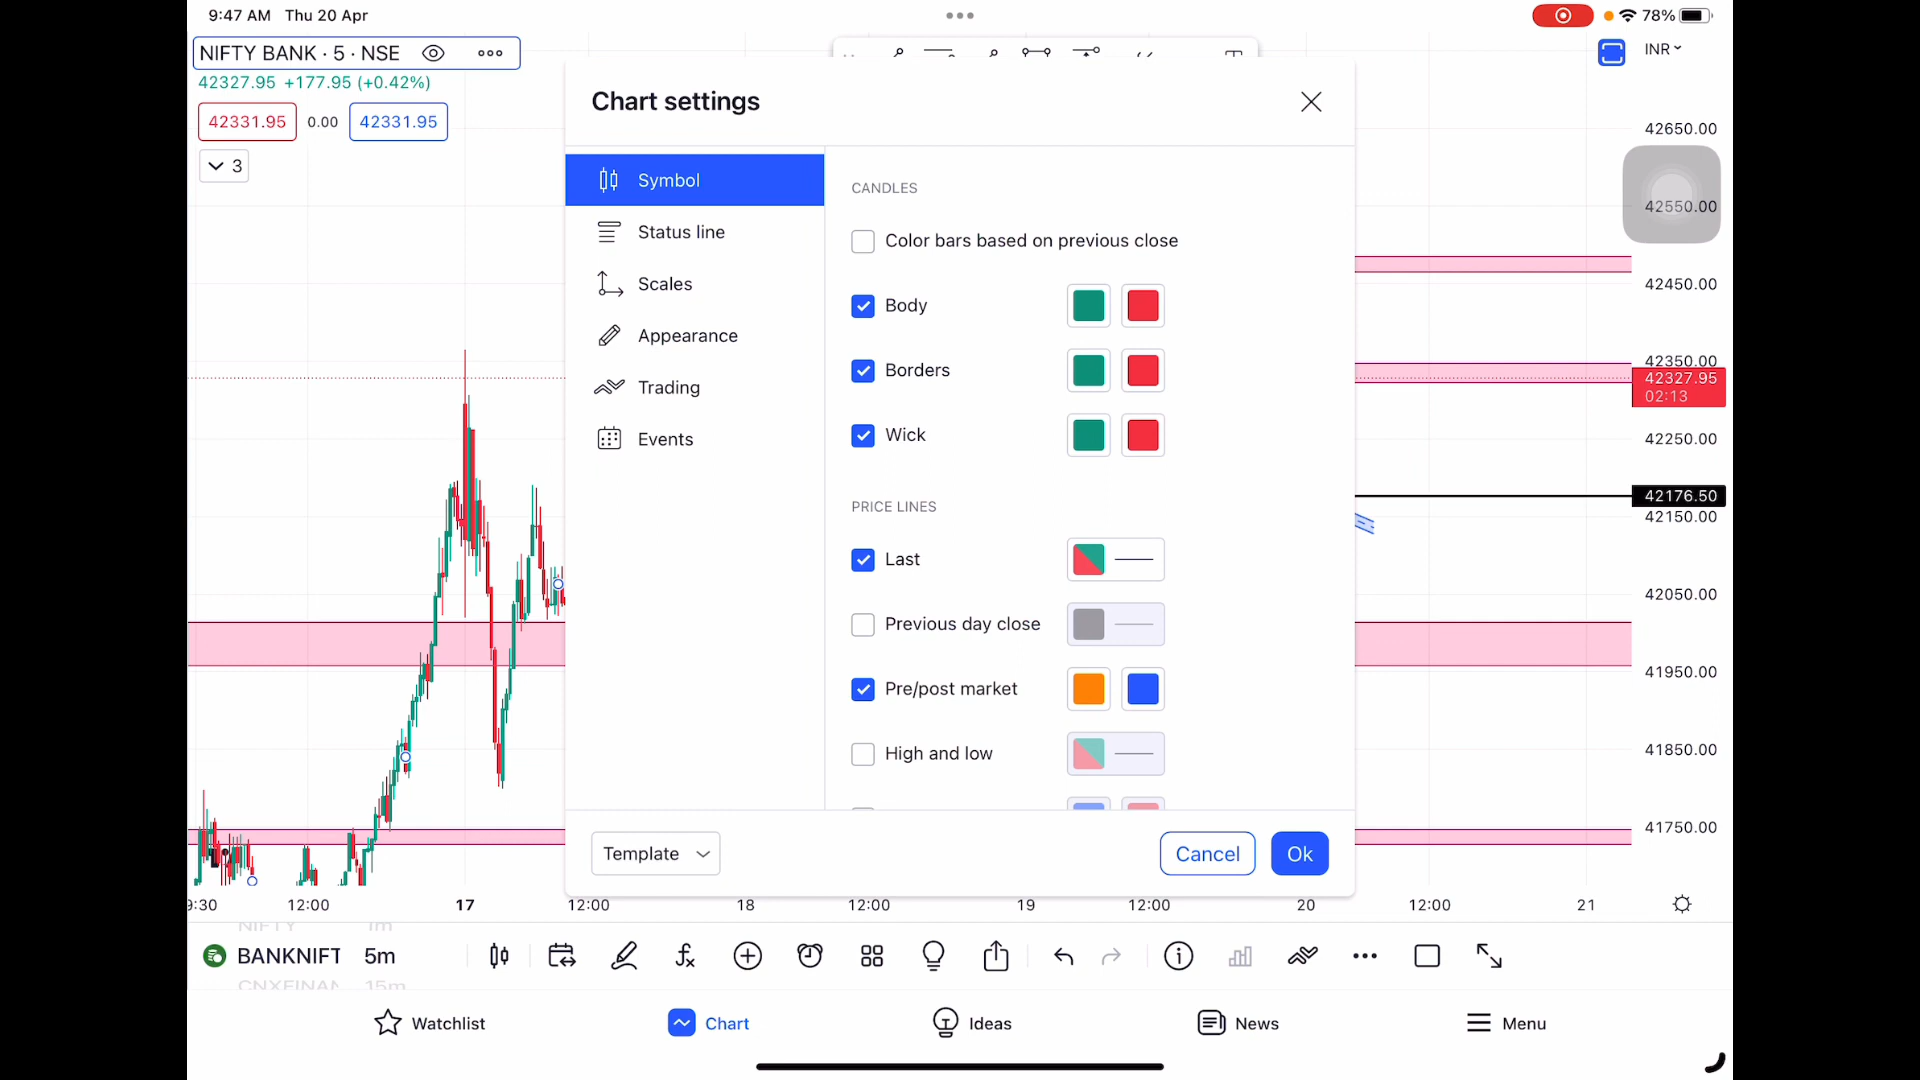 9:47 AM Thu 20 Apr
78%
NIFTY BANK · 5 · NSE
INR
42327.95 +177.95 (+0.42%)
42331.95 0.00 42331.95
3
Chart settings
Symbol
Status line
Scales
Appearance
Trading
Events
CANDLES
Color bars based on previous close
Body
Borders
Wick
PRICE LINES
Last
Previous day close
Pre/post market
High and low
Template
Cancel
Ok
42650.00
42550.00
42450.00
42350.00
42327.95
02:13
42250.00
42176.50
42150.00
42050.00
41950.00
41850.00
41750.00
9:30 12:00 17 12:00 18 12:00 19 12:00 20 12:00 21
NIFTY 1m
BANKNIFT 5m
CNXFINAN 15m
Watchlist
Chart
Ideas
News
Menu